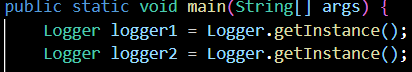 public static void main(String[] args) {
    Logger logger1 = Logger.getInstance();
    Logger logger2 = Logger.getInstance();